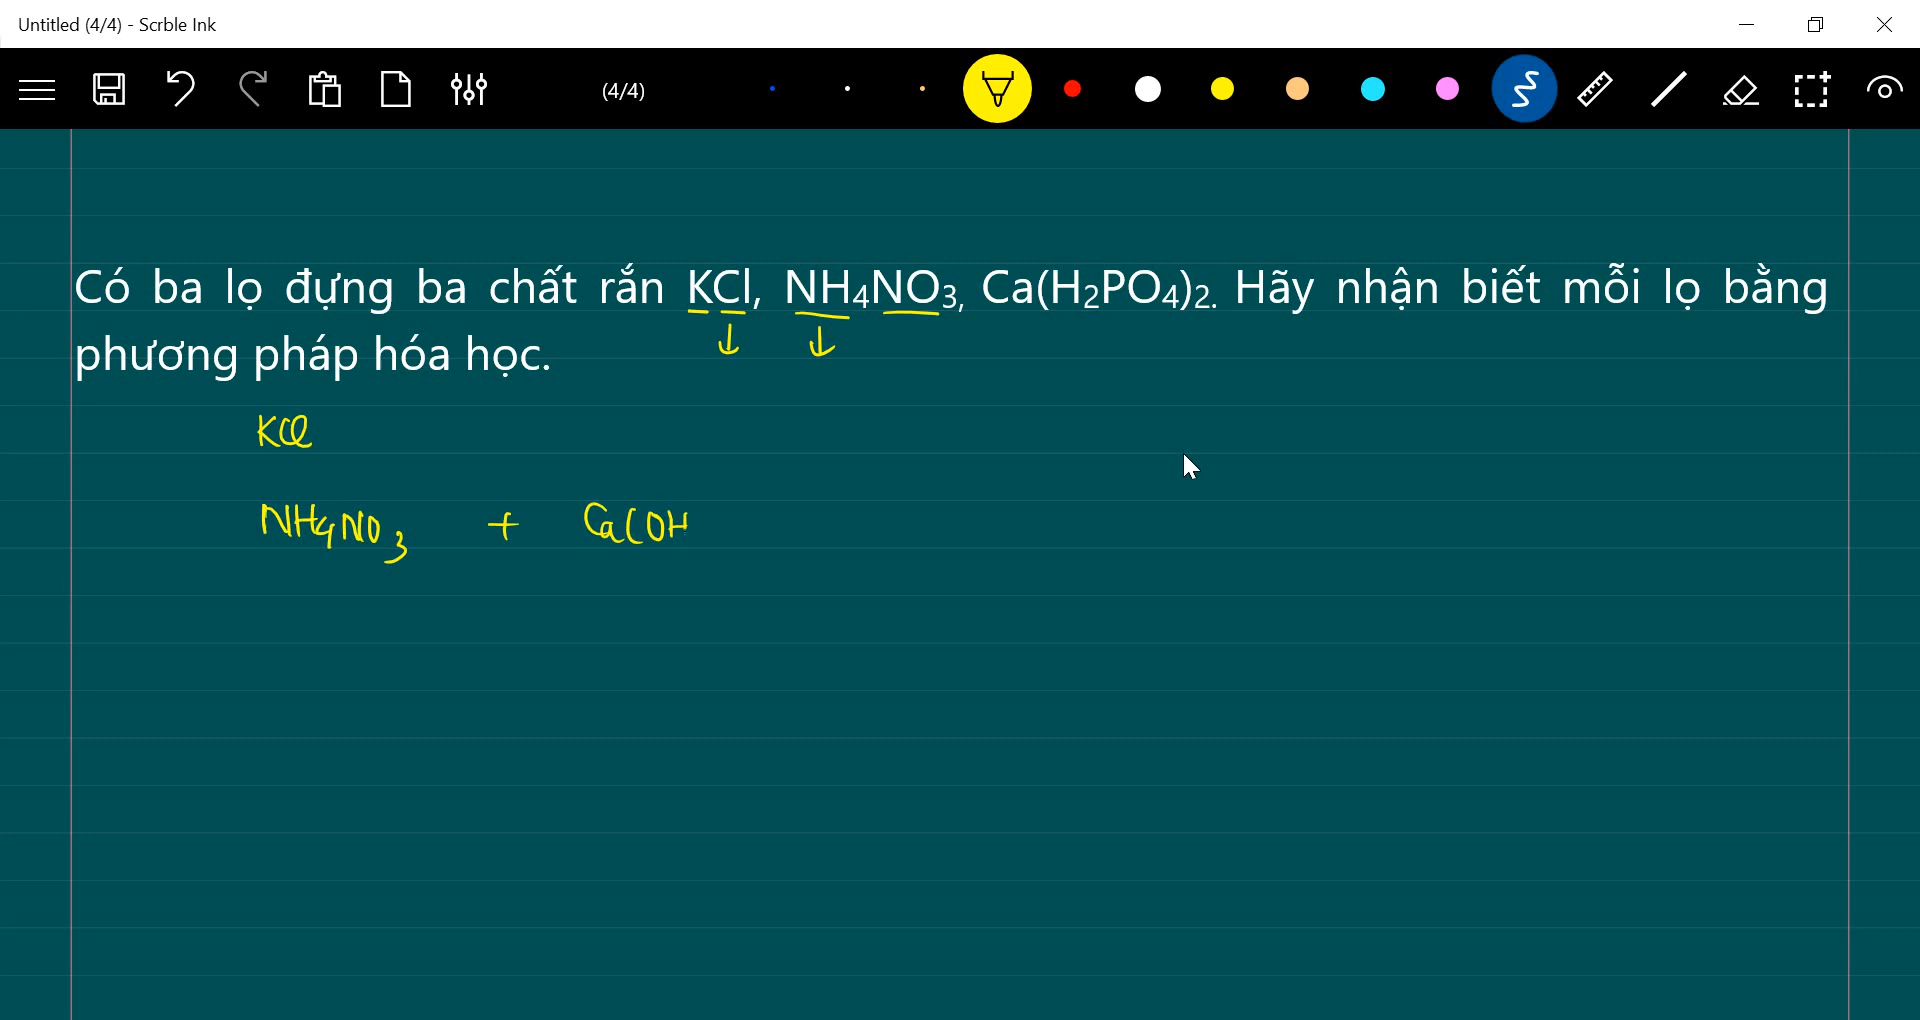 Untitled (4/4) - Scrble Ink
(4/4)
Có ba lọ đựng ba chất rắn KCl, NH₄NO₃, Ca(H₂PO₄)₂. Hãy nhận biết mỗi lọ bằng
phương pháp hóa học.
KCl
NH₄NO₃ + Ca(OH